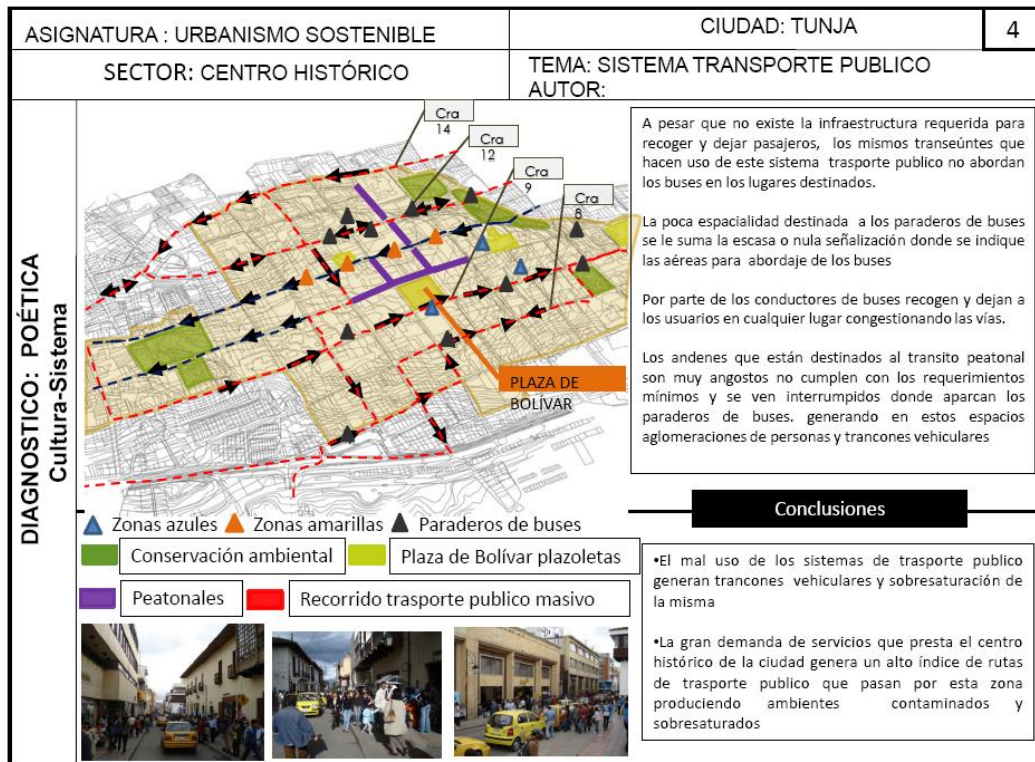 ASIGNATURA : URBANISMO SOSTENIBLE
CIUDAD: TUNJA
4
SECTOR: CENTRO HISTÓRICO
TEMA: SISTEMA TRANSPORTE PUBLICO
AUTOR:
DIAGNOSTICO: POÉTICA
Cultura-Sistema
Cra
14
Cra
12
Cra
9
Cra
8
PLAZA DE
BOLÍVAR
A pesar que no existe la infraestructura requerida para
recoger y dejar pasajeros, los mismos transeúntes que
hacen uso de este sistema trasporte publico no abordan
los buses en los lugares destinados.
La poca espacialidad destinada a los paraderos de buses
se le suma la escasa o nula señalización donde se indique
las aéreas para abordaje de los buses
Por parte de los conductores de buses recogen y dejan a
los usuarios en cualquier lugar congestionando las vías.
Los andenes que están destinados al transito peatonal
son muy angostos no cumplen con los requerimientos
mínimos y se ven interrumpidos donde aparcan los
paraderos de buses. generando en estos espacios
aglomeraciones de personas y trancones vehiculares
Zonas azules
Zonas amarillas
Paraderos de buses
Conservación ambiental
Plaza de Bolívar plazoletas
Peatonales
Recorrido trasporte publico masivo
Conclusiones
•El mal uso de los sistemas de trasporte publico
generan trancones vehiculares y sobresaturación de
la misma
•La gran demanda de servicios que presta el centro
histórico de la ciudad genera un alto índice de rutas
de trasporte publico que pasan por esta zona
produciendo ambientes contaminados y
sobresaturados